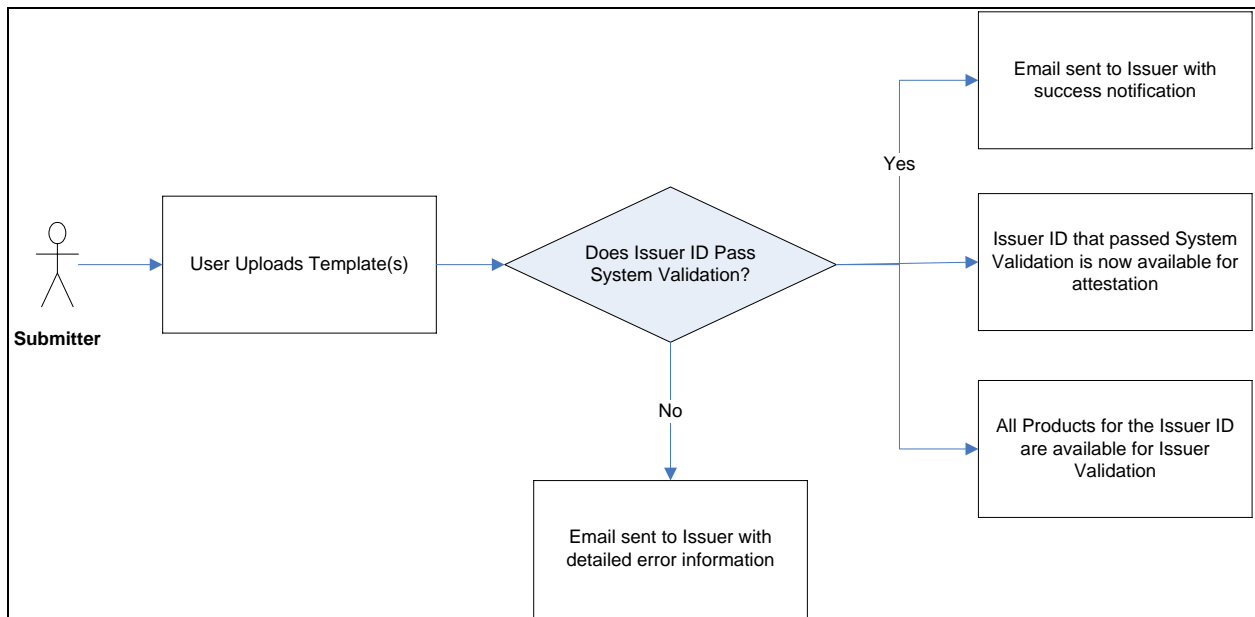 Submitter
User Uploads Template(s)
Does Issuer ID Pass
System Validation?
Yes
No
Email sent to Issuer with
success notification
Issuer ID that passed System
Validation is now available for
attestation
All Products for the Issuer ID
are available for Issuer
Validation
Email sent to Issuer with
detailed error information